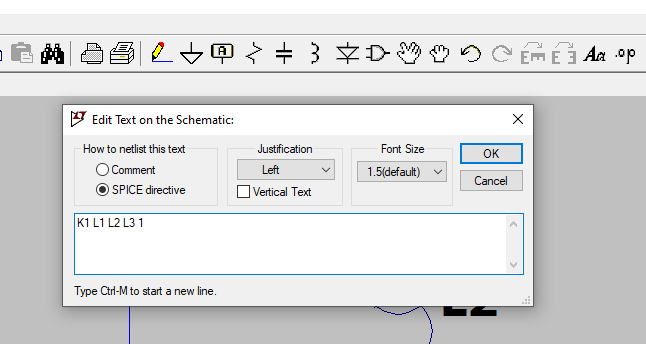 A
Aa
.op
Edit Text on the Schematic:
How to netlist this text
Comment
SPICE directive
Justification
Left
Vertical Text
Font Size
1.5(default)
OK
Cancel
K1 L1 L2 L3 1
Type Ctrl-M to start a new line.
L2